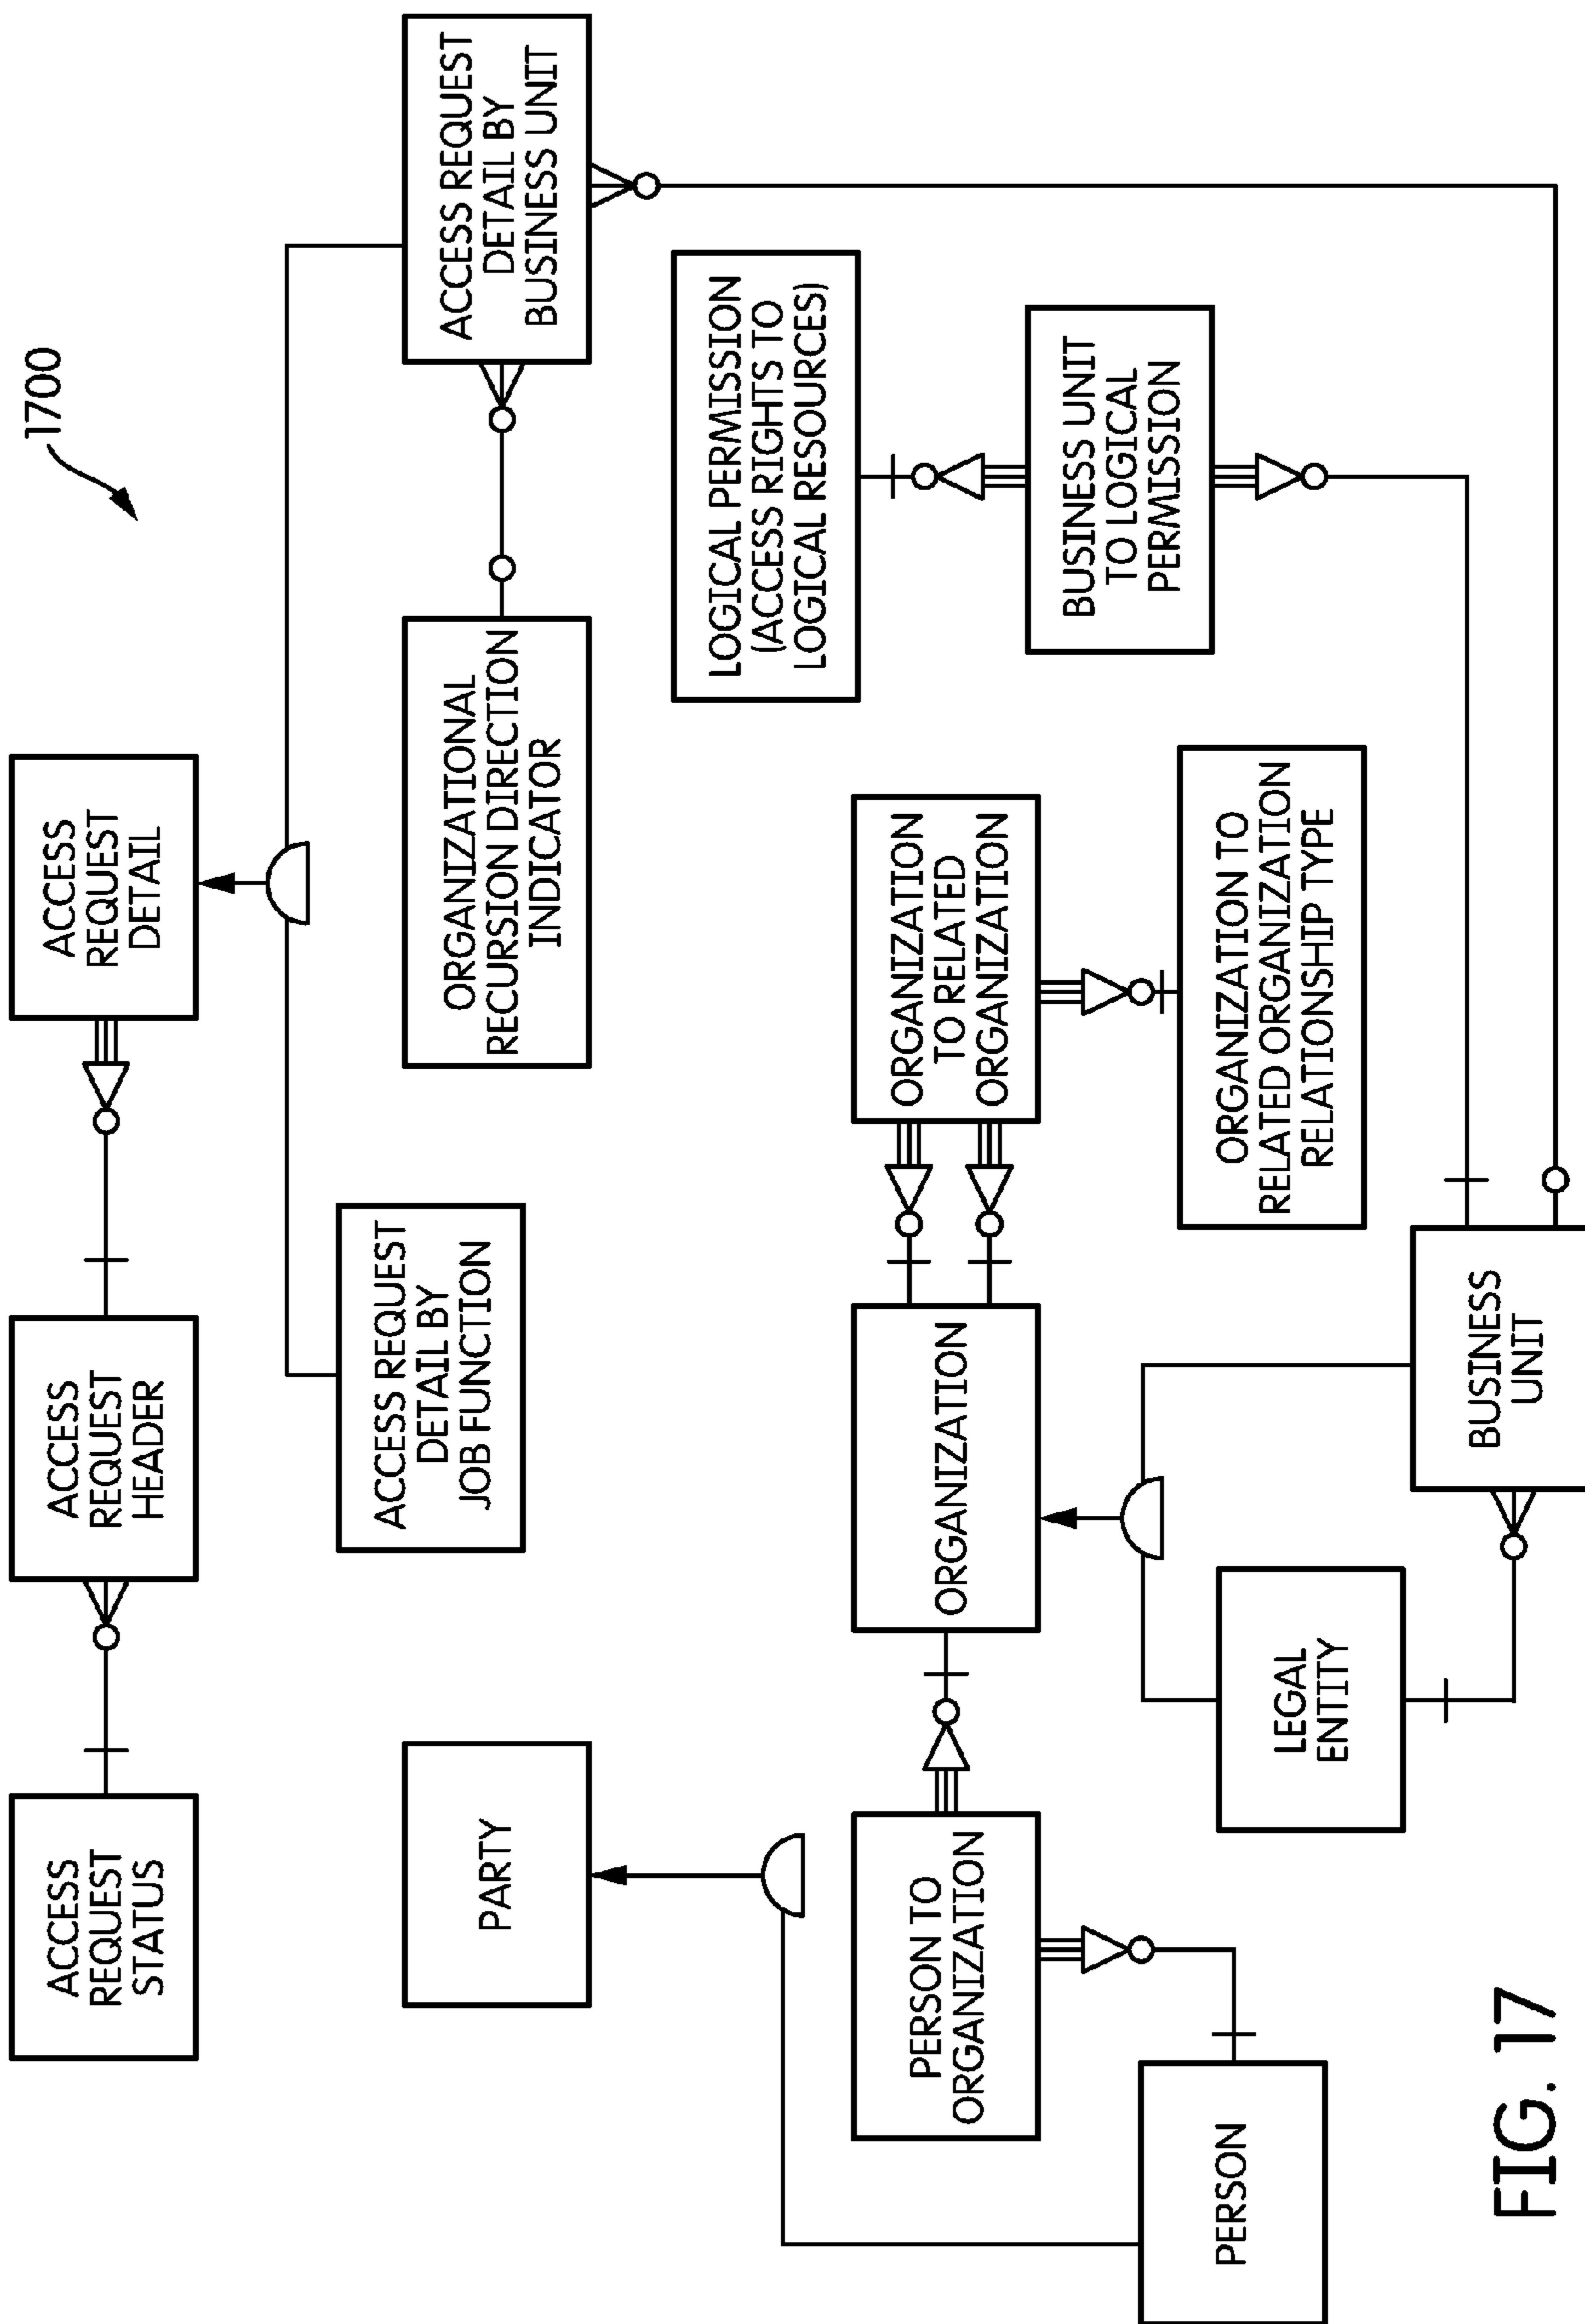 1700
ACCESS
REQUEST
STATUS
ACCESS
REQUEST
HEADER
ACCESS
REQUEST
DETAIL
ACCESS REQUEST
DETAIL BY
JOB FUNCTION
PARTY
ORGANIZATIONAL
RECURSION DIRECTION
INDICATOR
ACCESS REQUEST
DETAIL BY
BUSINESS UNIT
LOGICAL PERMISSION
(ACCESS RIGHTS TO
LOGICAL RESOURCES)
PERSON TO
ORGANIZATION
ORGANIZATION
ORGANIZATION
TO RELATED
ORGANIZATION
BUSINESS UNIT
TO LOGICAL
PERMISSION
PERSON
LEGAL
ENTITY
ORGANIZATION TO
RELATED ORGANIZATION
RELATIONSHIP TYPE
BUSINESS
UNIT
FIG. 17